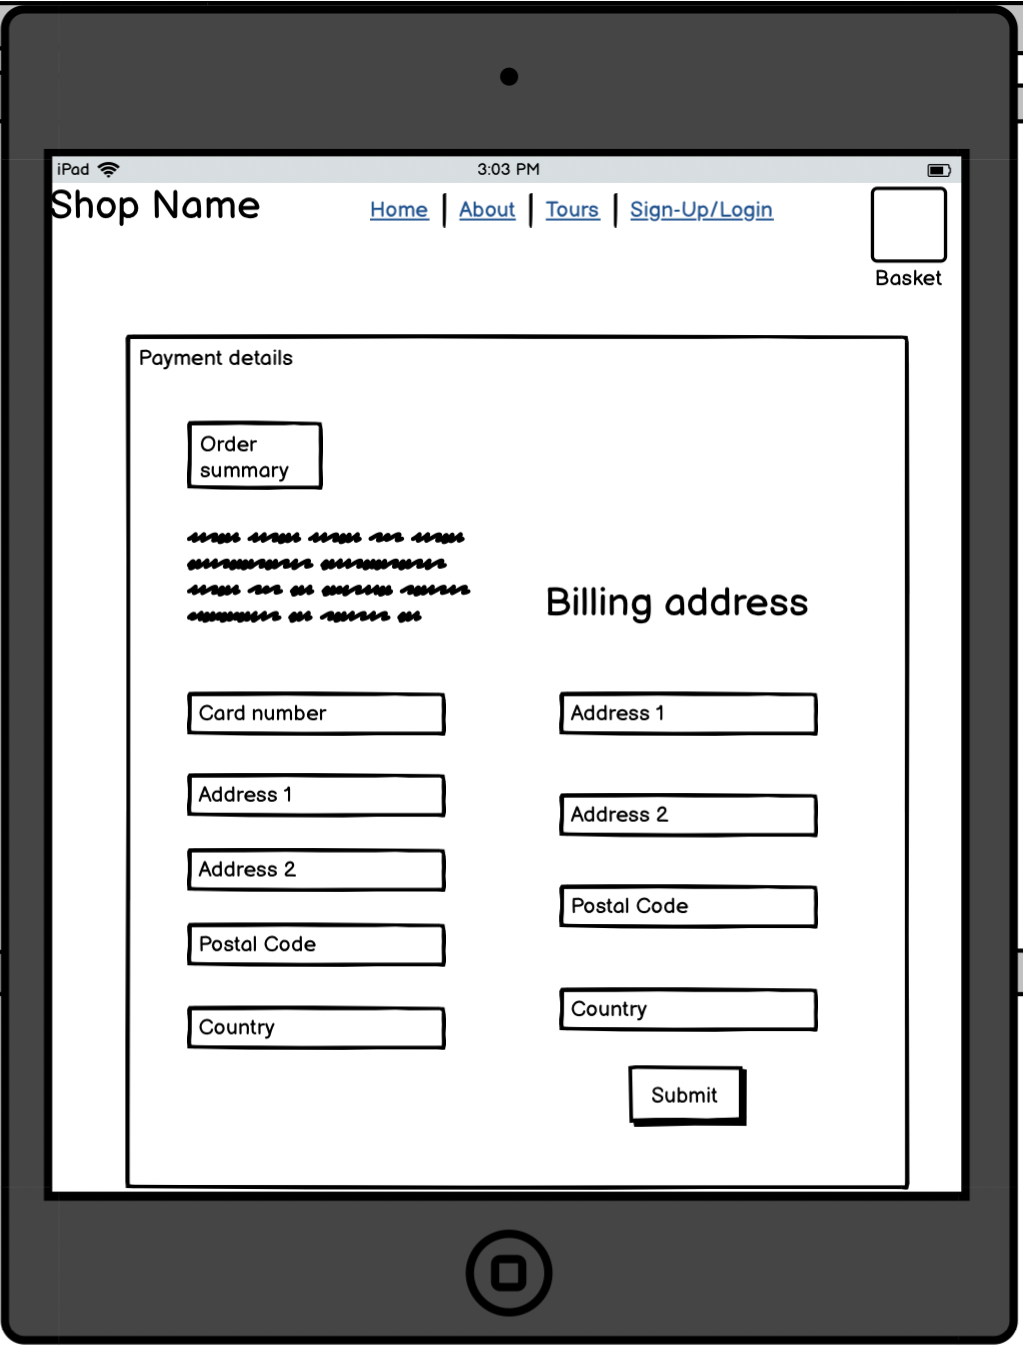 iPad
3:03 PM
Shop Name
Home
About
Tours
Sign-Up/Login
Basket
Payment details
Order
summary
Billing address
Card number
Address 1
Address 2
Postal Code
Country
Address 1
Address 2
Postal Code
Country
Submit